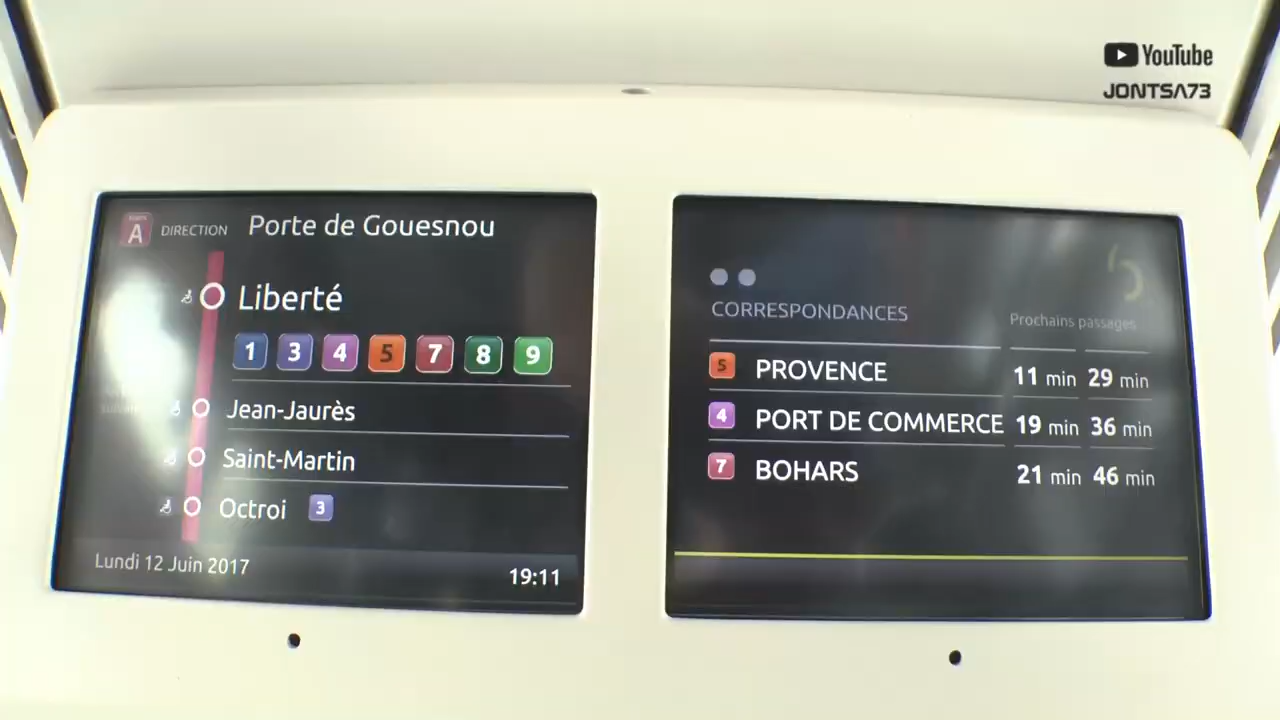 YouTube
JONTSA73
A DIRECTION Porte de Gouesnou
Liberté
1 3 4 5 7 8 9
Jean-Jaurès
Saint-Martin
Octroi 3
Lundi 12 Juin 2017 19:11
CORRESPONDANCES Prochains passages
5 PROVENCE 11 min 29 min
4 PORT DE COMMERCE 19 min 36 min
7 BOHARS 21 min 46 min